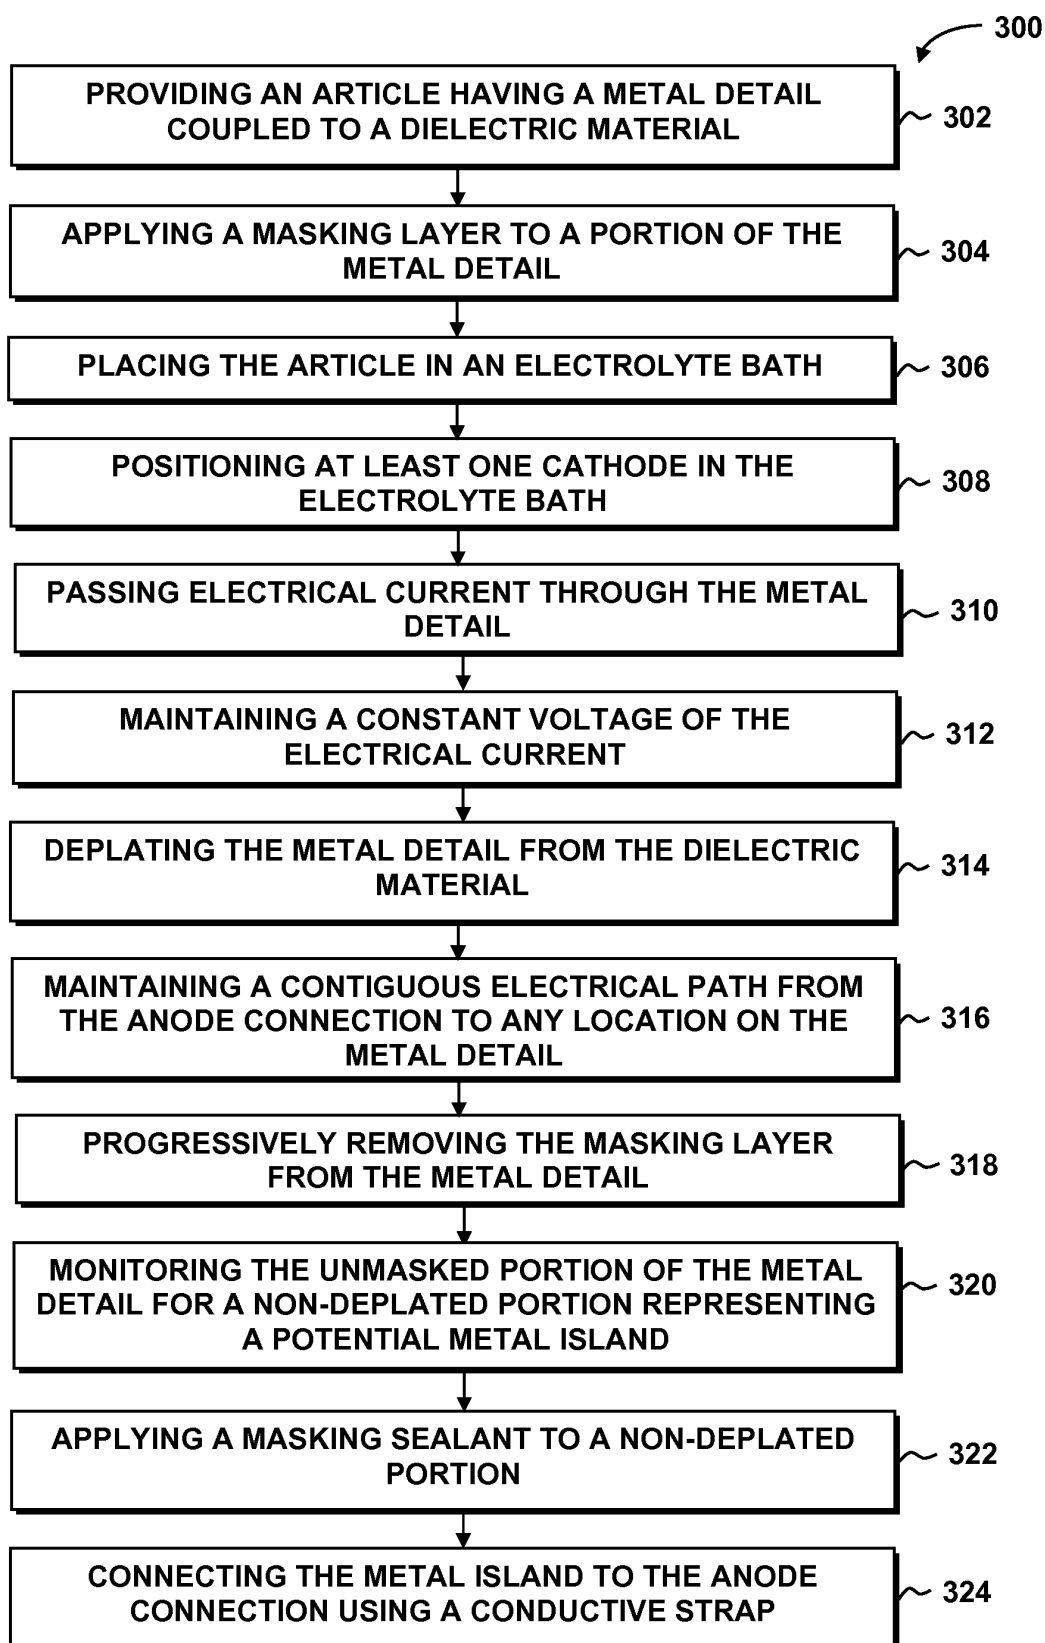 300
PROVIDING AN ARTICLE HAVING A METAL DETAIL
COUPLED TO A DIELECTRIC MATERIAL
302
APPLYING A MASKING LAYER TO A PORTION OF THE
METAL DETAIL
304
PLACING THE ARTICLE IN AN ELECTROLYTE BATH
306
POSITIONING AT LEAST ONE CATHODE IN THE
ELECTROLYTE BATH
308
PASSING ELECTRICAL CURRENT THROUGH THE METAL
DETAIL
310
MAINTAINING A CONSTANT VOLTAGE OF THE
ELECTRICAL CURRENT
312
DEPLATING THE METAL DETAIL FROM THE DIELECTRIC
MATERIAL
314
MAINTAINING A CONTIGUOUS ELECTRICAL PATH FROM
THE ANODE CONNECTION TO ANY LOCATION ON THE
METAL DETAIL
316
PROGRESSIVELY REMOVING THE MASKING LAYER
FROM THE METAL DETAIL
318
MONITORING THE UNMASKED PORTION OF THE METAL
DETAIL FOR A NON-DEPLATED PORTION REPRESENTING
A POTENTIAL METAL ISLAND
320
APPLYING A MASKING SEALANT TO A NON-DEPLATED
PORTION
322
CONNECTING THE METAL ISLAND TO THE ANODE
CONNECTION USING A CONDUCTIVE STRAP
324